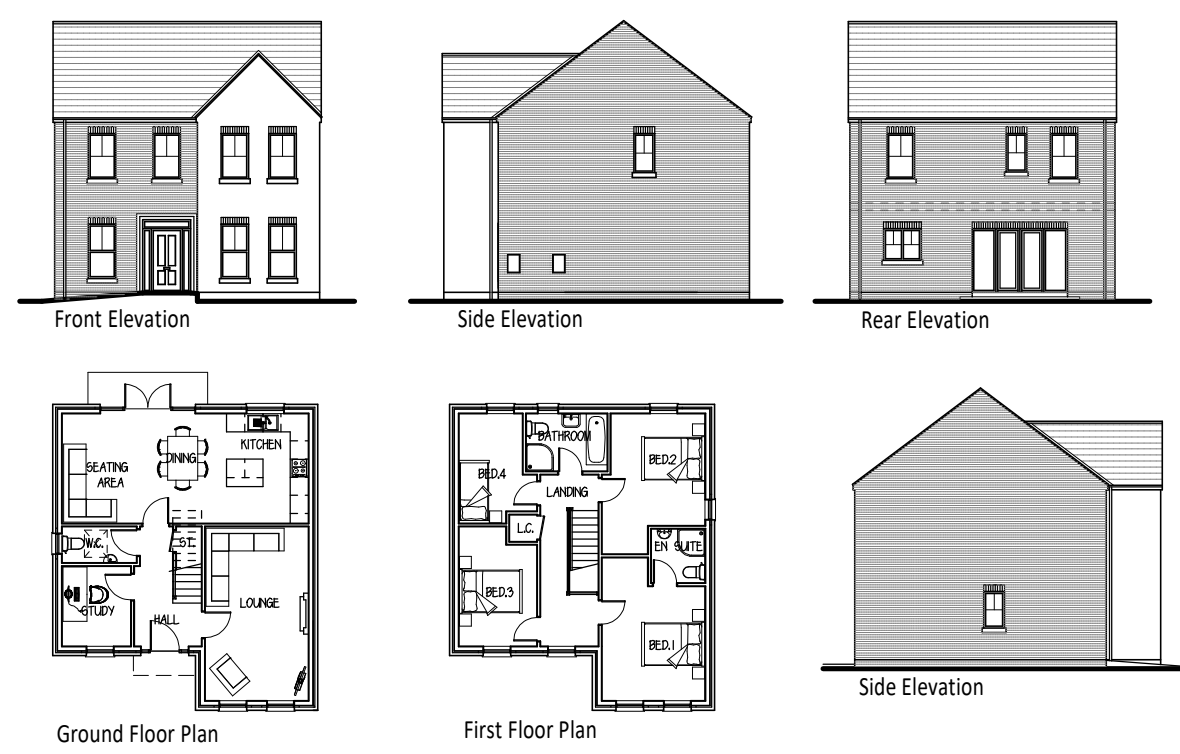 Front Elevation
Side Elevation
Rear Elevation
KITCHEN
DINING
SEATING
AREA
W.C.
ST.
STUDY
LOUNGE
HALL
Ground Floor Plan
BATHROOM
BED.2
BED.4
LANDING
L.C.
EN SUITE
BED.3
BED.1
First Floor Plan
Side Elevation